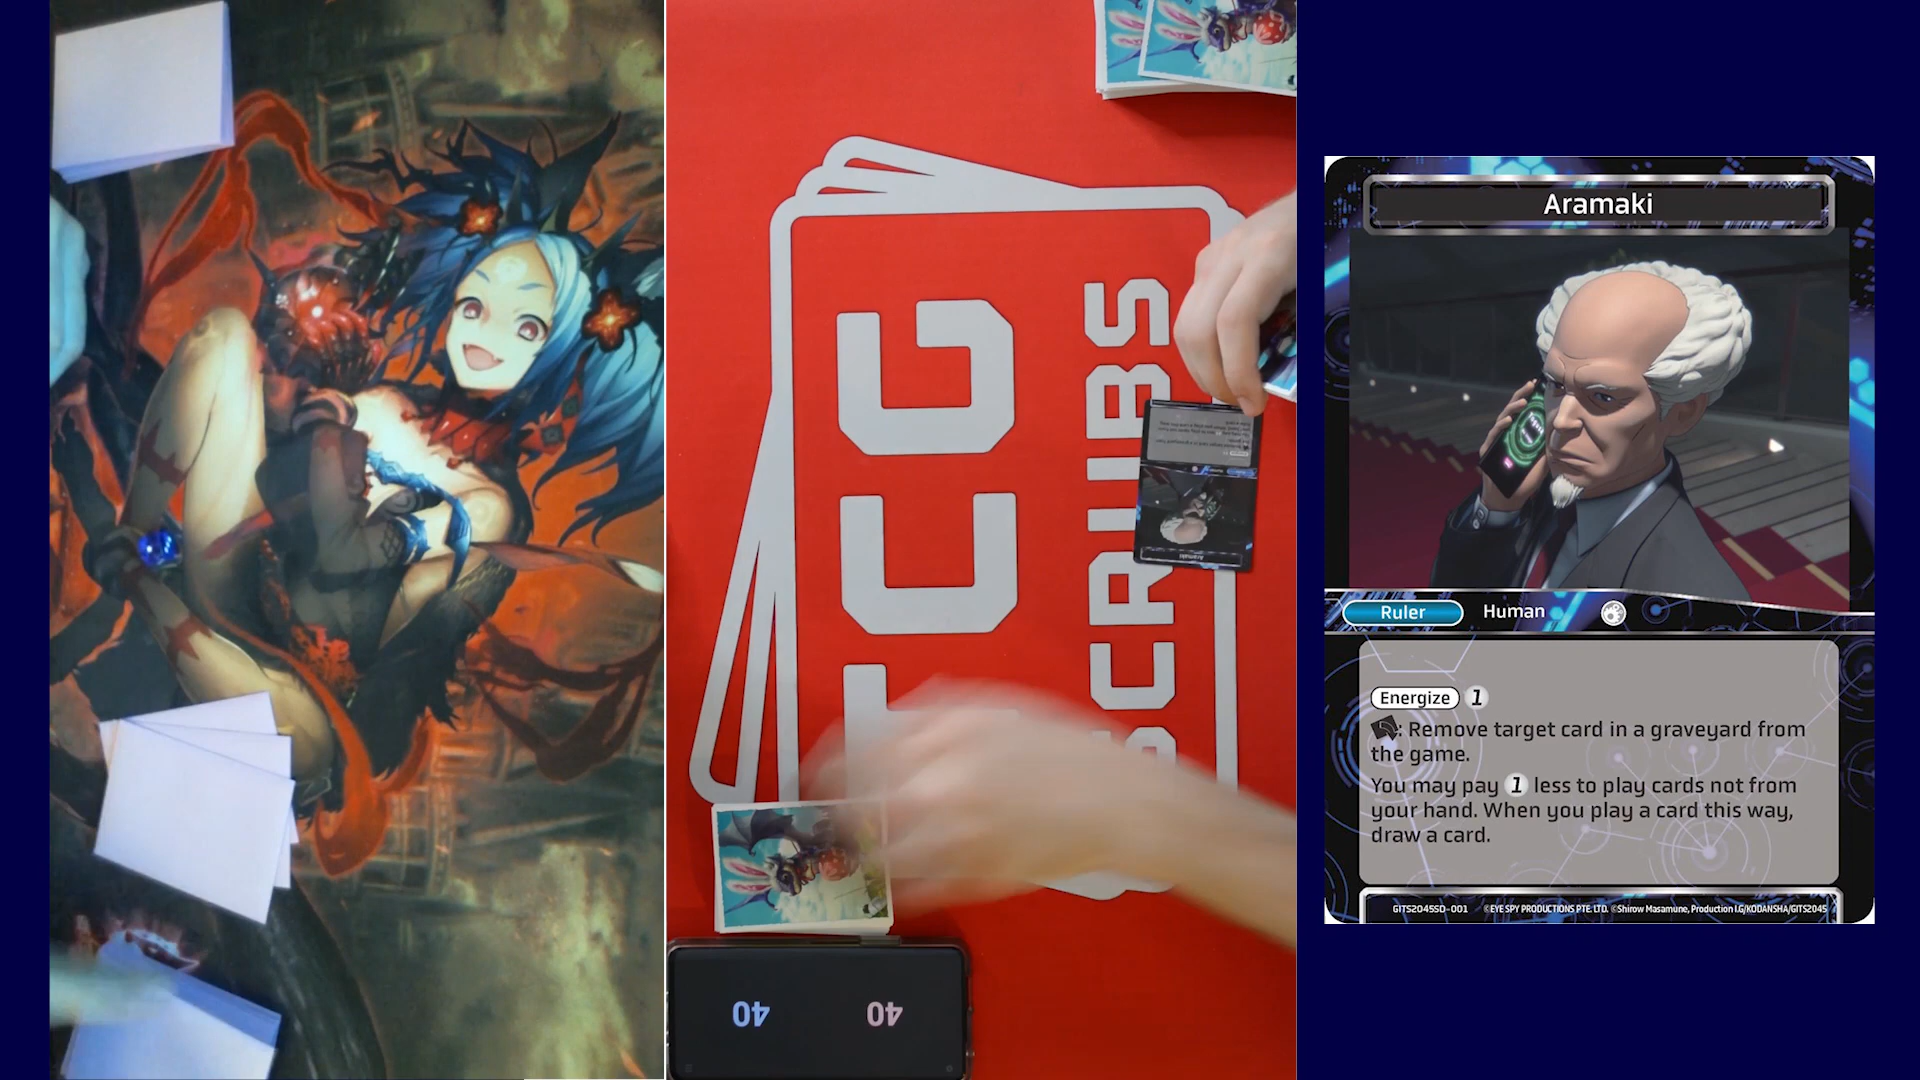 TCG
SCRUBS
Aramaki
40
40
Aramaki
Ruler
Human
Energize 1
: Remove target card in a graveyard from
the game.
You may pay 1 less to play cards not from
your hand. When you play a card this way,
draw a card.
GITS2045SD-001 ©EYE SPY PRODUCTIONS PTE. LTD. ©Shirow Masamune, Production I.G/KODANSHA/GITS2045